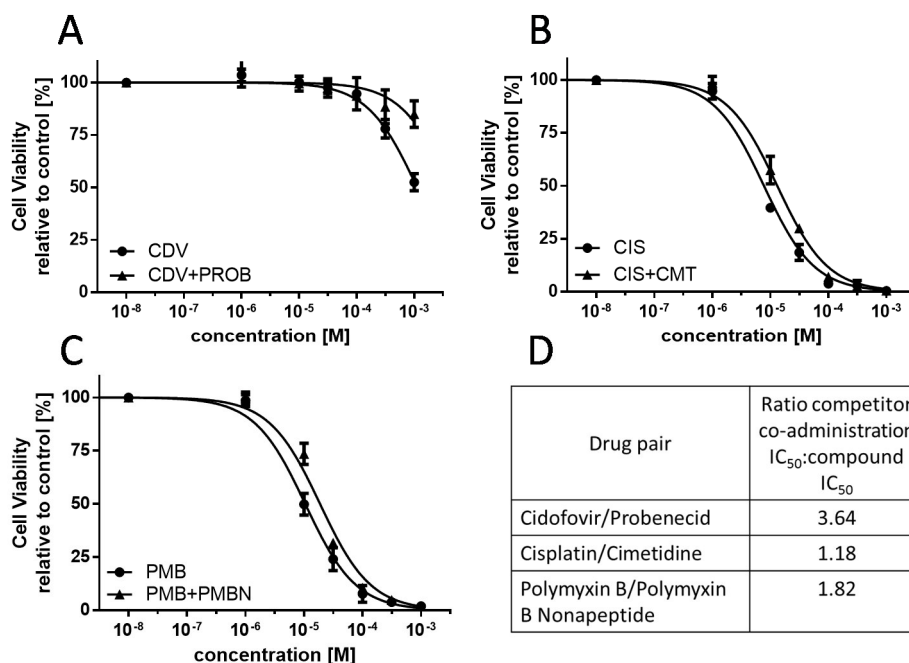 A
Cell Viability
relative to control [%]
100
75
50
25
0
CDV
CDV+PROB
10-8
10-7
10-6
10-5
10-4
10-3
concentration [M]
B
Cell Viability
relative to control [%]
100
75
50
25
0
CIS
CIS+CMT
10-8
10-7
10-6
10-5
10-4
10-3
concentration [M]
C
Cell Viability
relative to control [%]
100
75
50
25
0
PMB
PMB+PMBN
10-8
10-7
10-6
10-5
10-4
10-3
concentration [M]
D
Drug pair
Ratio competitor
co-administration
IC50:compound
IC50
Cidofovir/Probenecid
3.64
Cisplatin/Cimetidine
1.18
Polymyxin B/Polymyxin
B Nonapeptide
1.82